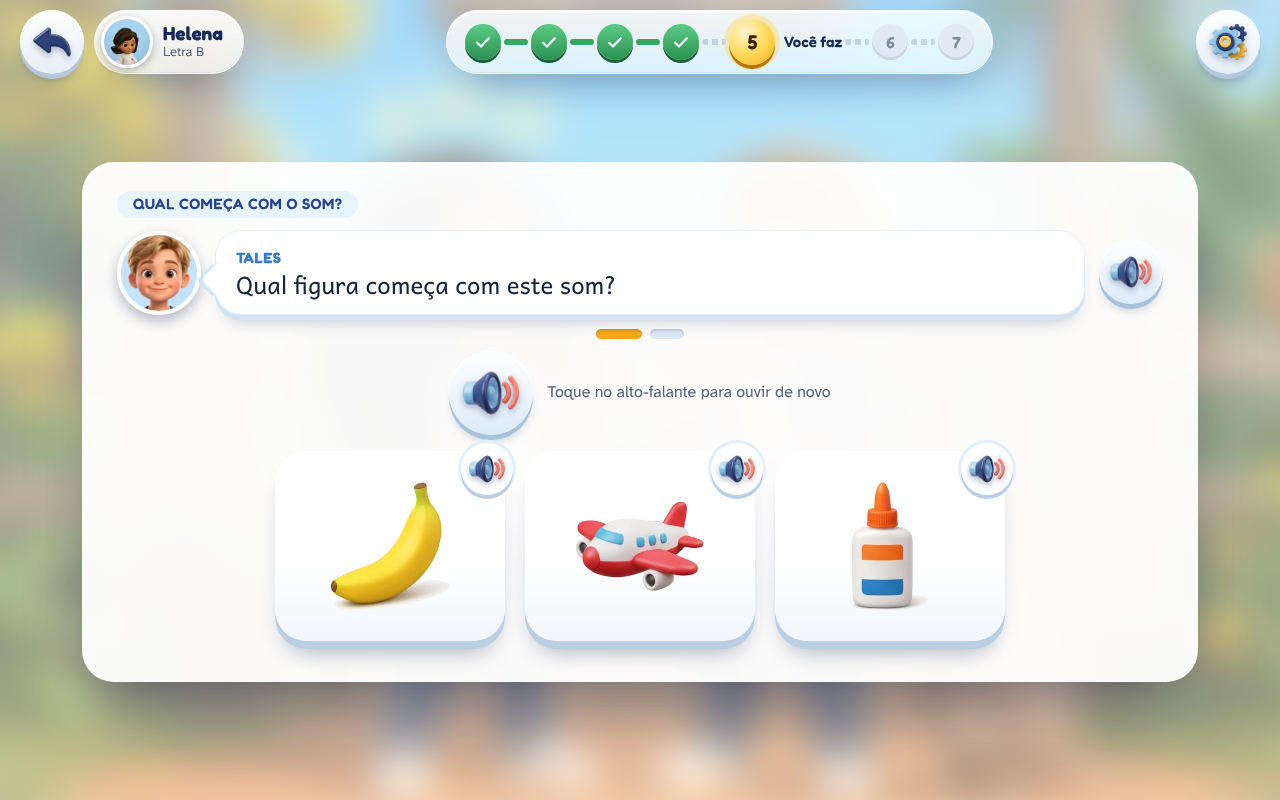 Helena
Letra B
5
Você faz
6
7
QUAL COMEÇA COM O SOM?
TALES
Qual figura começa com este som?
Toque no alto-falante para ouvir de novo